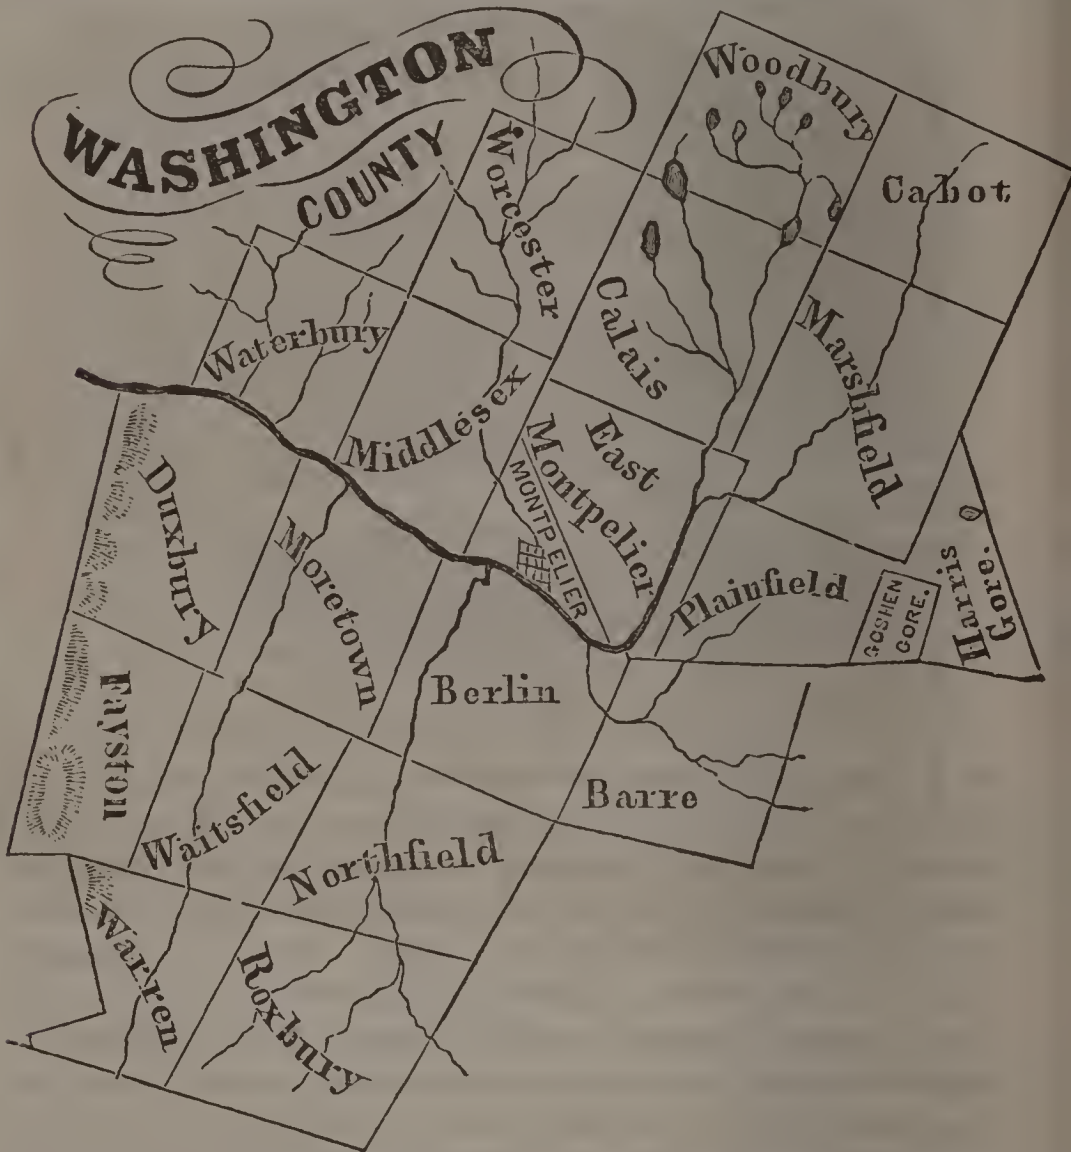 WASHINGTON
COUNTY
Woodbury
Worcester
Cabot
Calais
Marshfield
Waterbury
Middlesex
East
Montpelier
MONTPELIER
Duxbury
Moretown
Plainfield
GOSHEN
GORE.
Harris
Gore.
Fayston
Berlin
Barre
Waitsfield
Northfield
Warren
Roxbury